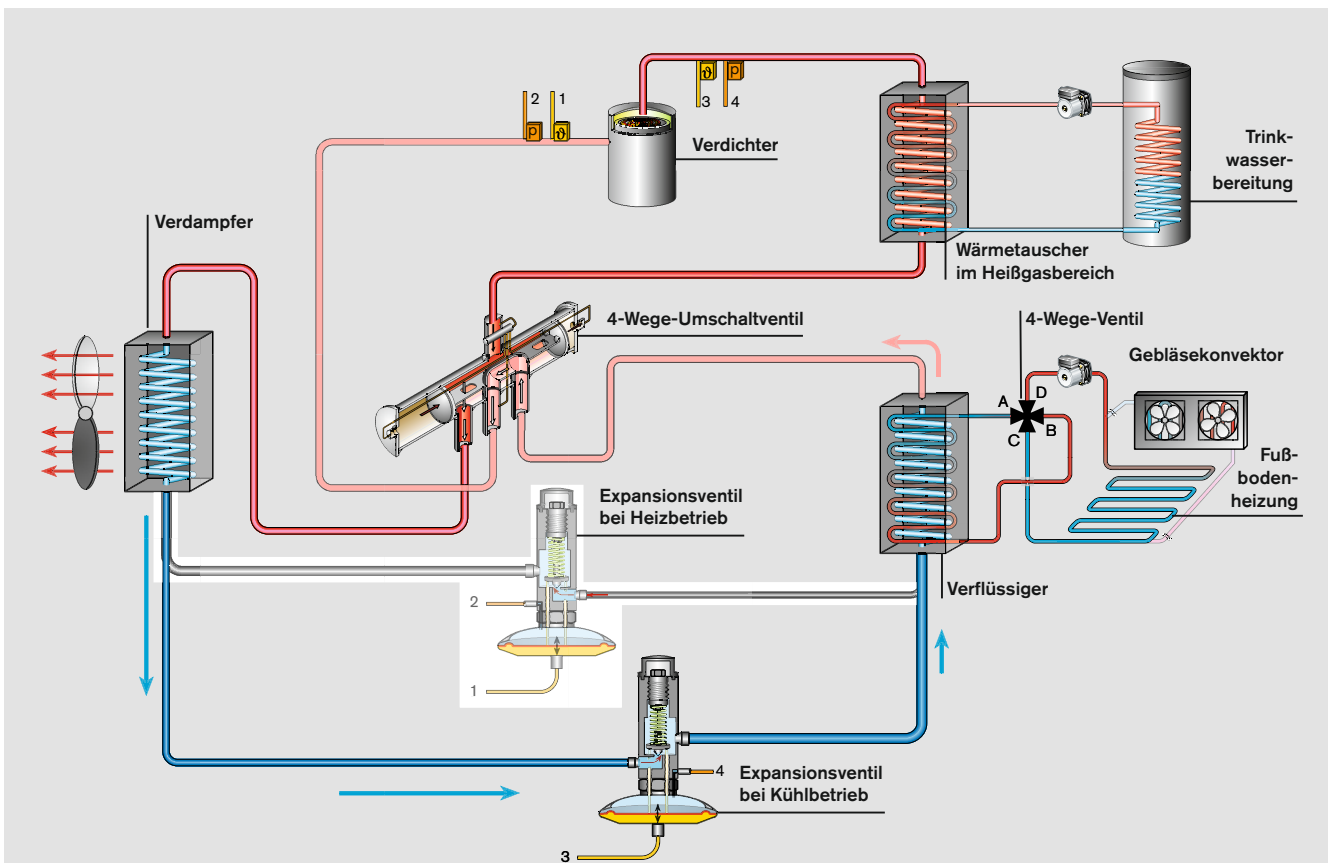 2
1
p
ϑ
ϑ
p
3
4
Verdichter
Trink-
wasser-
bereitung
Verdampfer
Wärmetauscher
im Heißgasbereich
4-Wege-Umschaltventil
4-Wege-Ventil
Gebläsekonvektor
A
D
B
C
Fuß-
boden-
heizung
Expansionsventil
bei Heizbetrieb
Verflüssiger
2
1
4
Expansionsventil
bei Kühlbetrieb
3